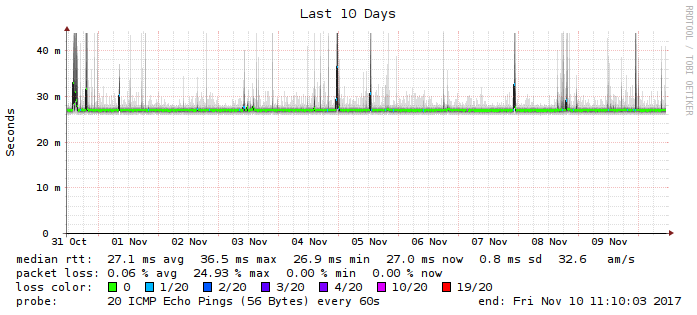 Last 10 Days
RRDTOOL / TOBI OETIKER
Seconds
40 m
30 m
20 m
10 m
0
31 Oct 01 Nov 02 Nov 03 Nov 04 Nov 05 Nov 06 Nov 07 Nov 08 Nov 09 Nov
median rtt: 27.1 ms avg 36.5 ms max 26.9 ms min 27.0 ms now 0.8 ms sd 32.6 am/s
packet loss: 0.06 % avg 24.93 % max 0.00 % min 0.00 % now
loss color: 0 1/20 2/20 3/20 4/20 10/20 19/20
probe: 20 ICMP Echo Pings (56 Bytes) every 60s end: Fri Nov 10 11:10:03 2017